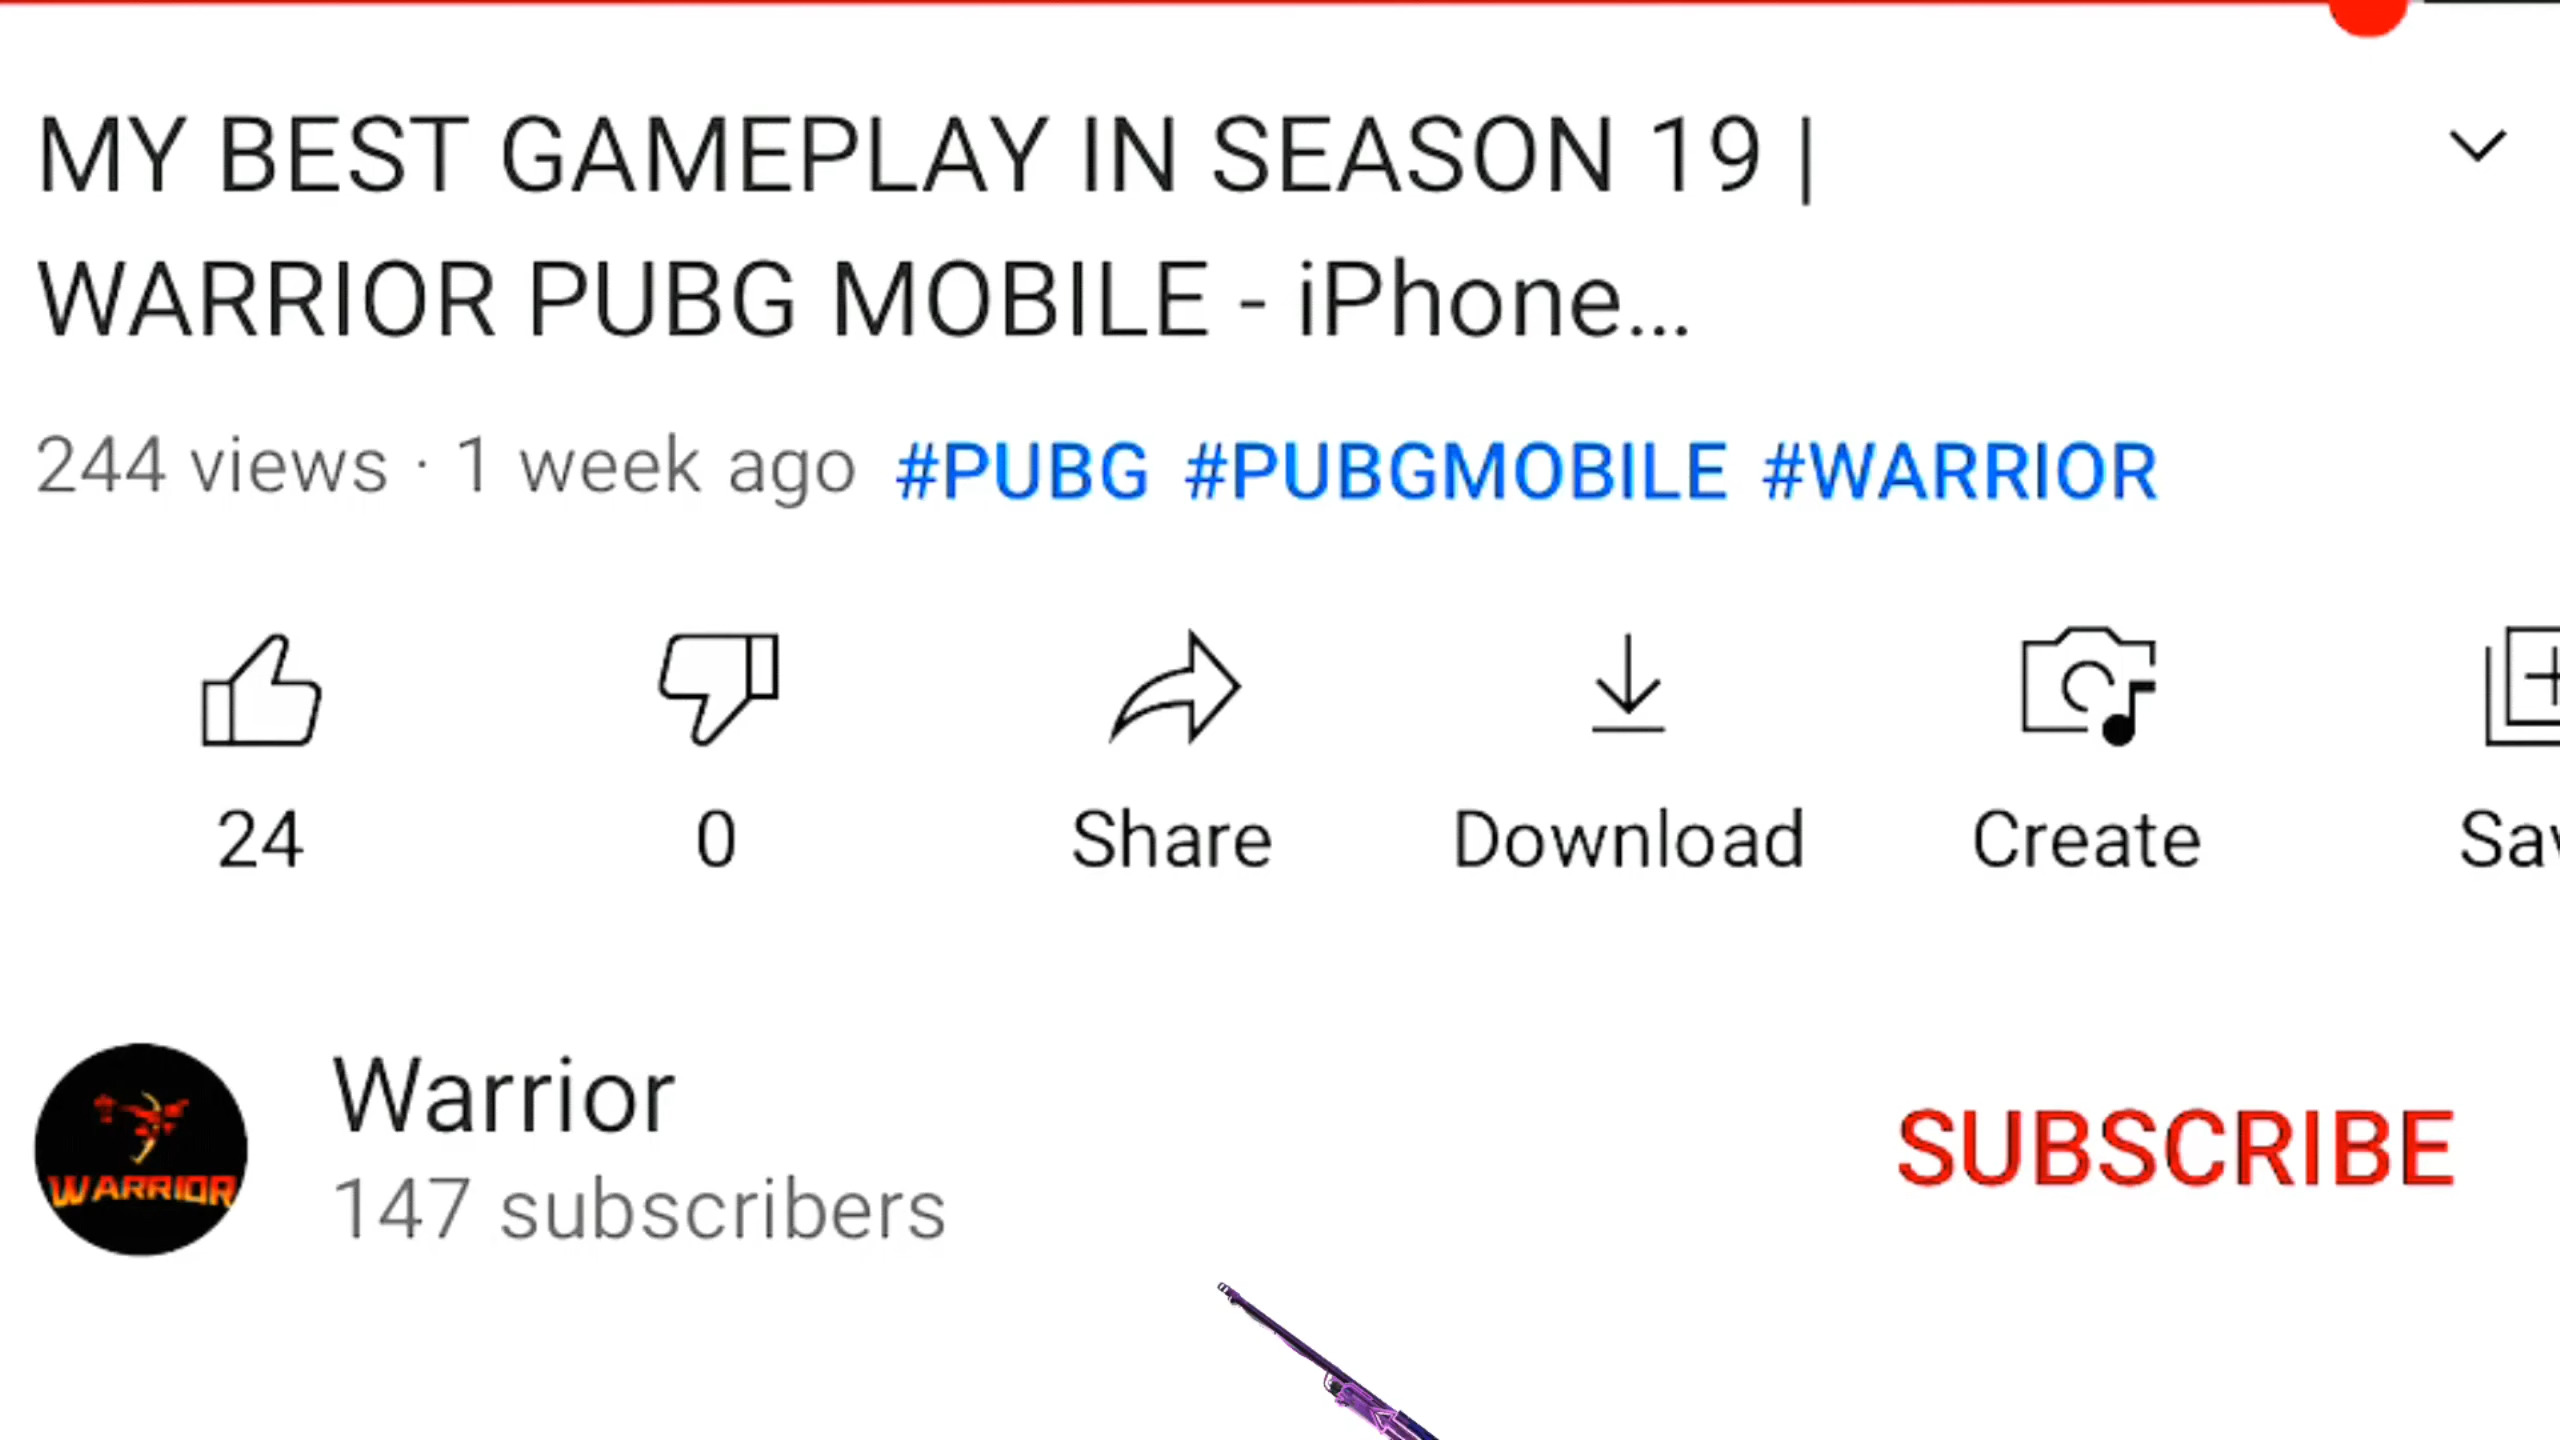 MY BEST GAMEPLAY IN SEASON 19 |
WARRIOR PUBG MOBILE - iPhone...
244 views · 1 week ago #PUBG #PUBGMOBILE #WARRIOR
24
0
Share
Download
Create
Sav
Warrior
WARRIOR
147 subscribers
SUBSCRIBE